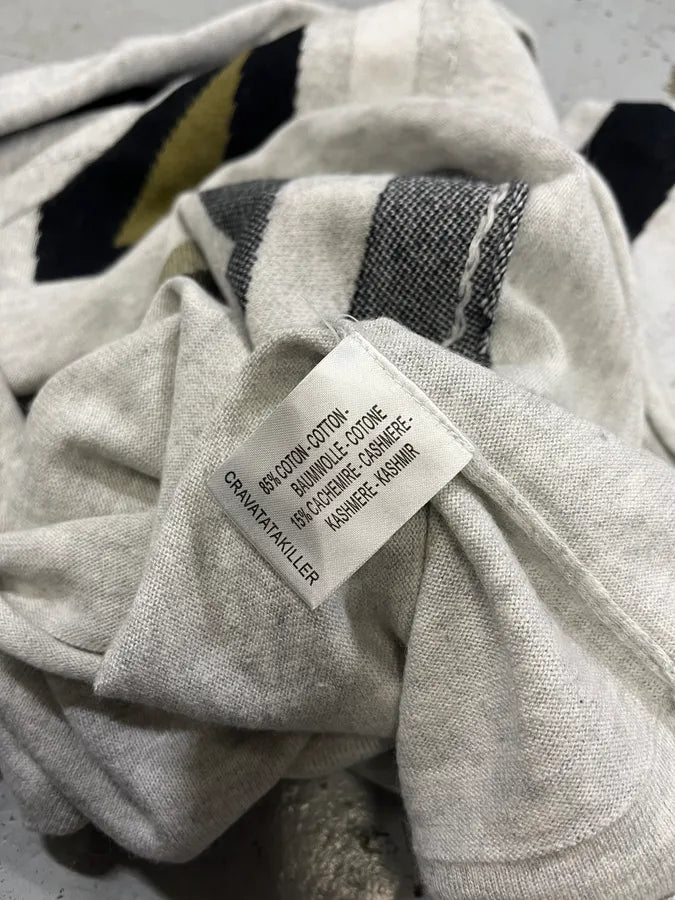 85% COTON - COTTON -
BAUMWOLLE - COTONE
15% CACHEMIRE - CASHMERE -
KASHMERE - KASHMIR
CRAVATATAKILLER